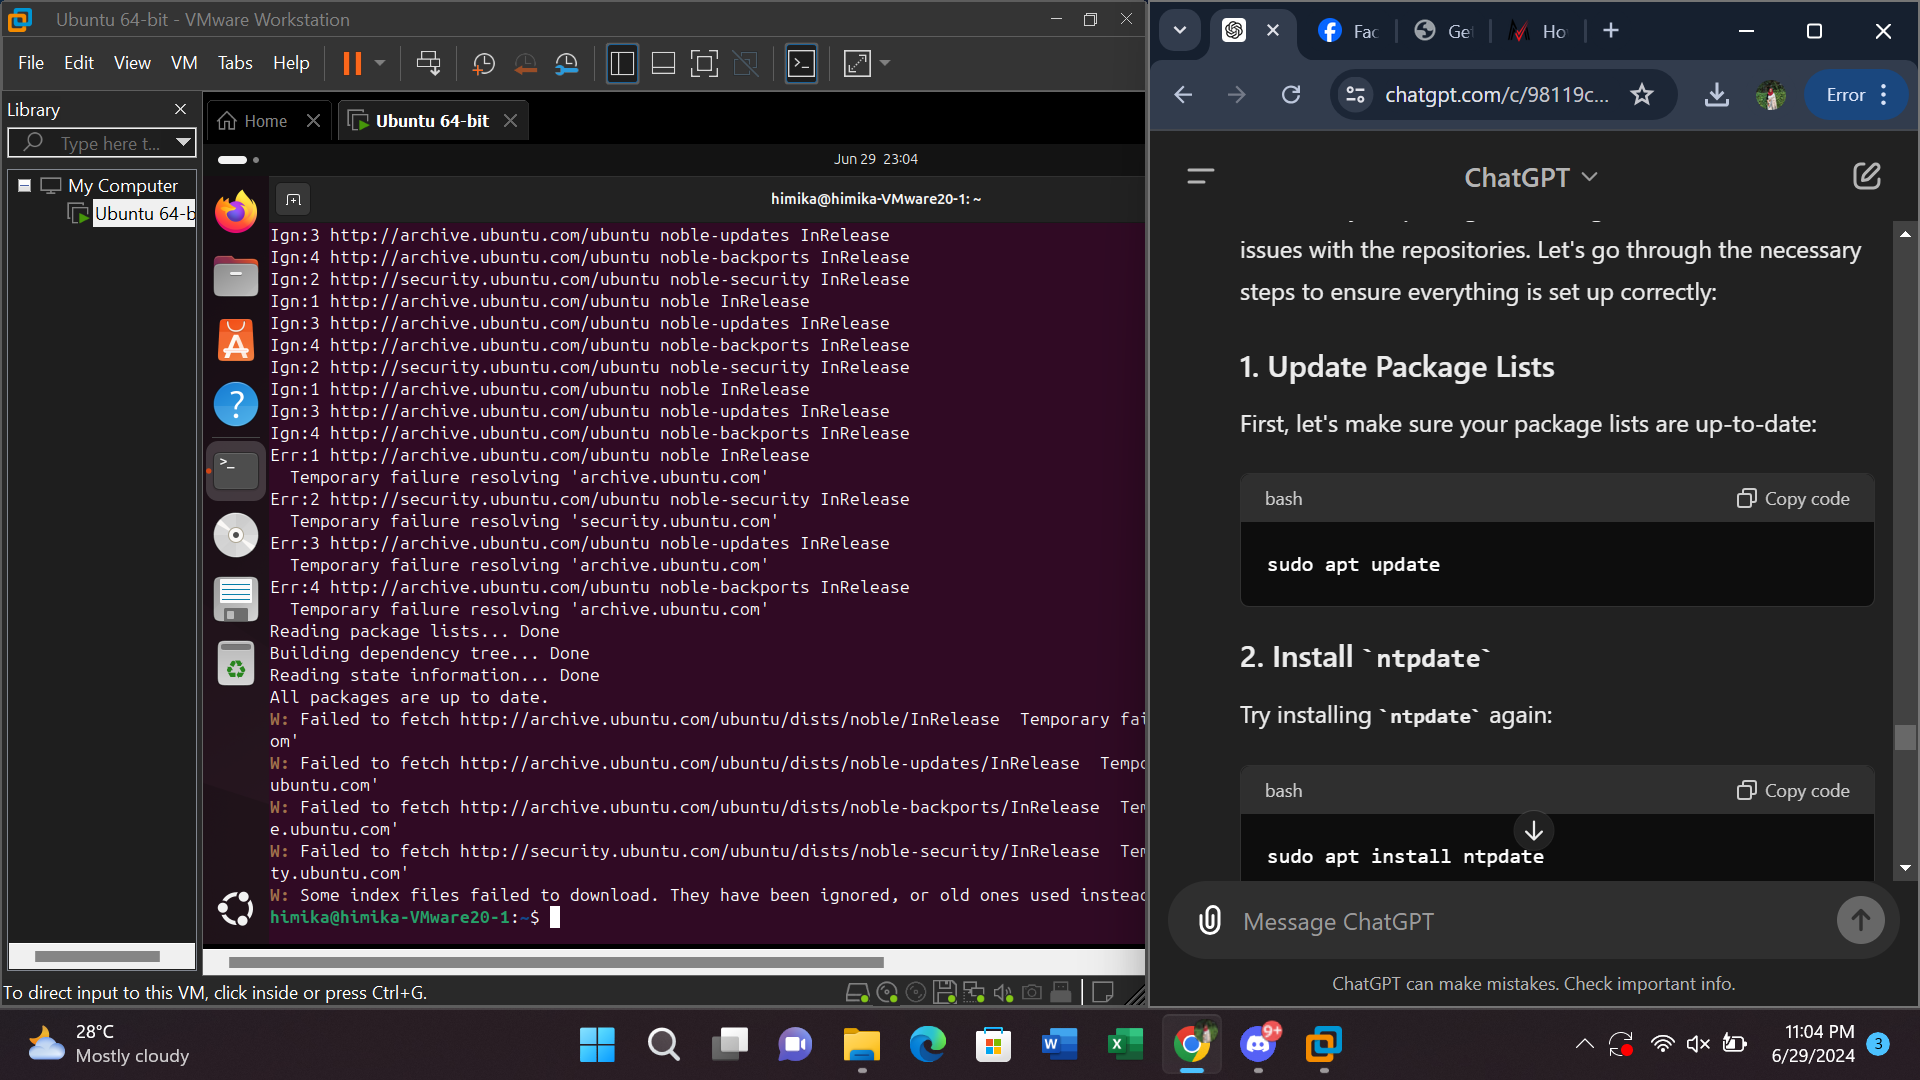 Ubuntu 64-bit - VMware Workstation
File Edit View VM Tabs Help
Library
Type here t...
My Computer
Ubuntu 64-b
Home
Ubuntu 64-bit
Jun 29 23:04
himika@himika-VMware20-1: ~
Ign:3 http://archive.ubuntu.com/ubuntu noble-updates InRelease
Ign:4 http://archive.ubuntu.com/ubuntu noble-backports InRelease
Ign:2 http://security.ubuntu.com/ubuntu noble-security InRelease
Ign:1 http://archive.ubuntu.com/ubuntu noble InRelease
Ign:3 http://archive.ubuntu.com/ubuntu noble-updates InRelease
Ign:4 http://archive.ubuntu.com/ubuntu noble-backports InRelease
Ign:2 http://security.ubuntu.com/ubuntu noble-security InRelease
Ign:1 http://archive.ubuntu.com/ubuntu noble InRelease
Ign:3 http://archive.ubuntu.com/ubuntu noble-updates InRelease
Ign:4 http://archive.ubuntu.com/ubuntu noble-backports InRelease
Err:1 http://archive.ubuntu.com/ubuntu noble InRelease
Temporary failure resolving 'archive.ubuntu.com'
Err:2 http://security.ubuntu.com/ubuntu noble-security InRelease
Temporary failure resolving 'security.ubuntu.com'
Err:3 http://archive.ubuntu.com/ubuntu noble-updates InRelease
Temporary failure resolving 'archive.ubuntu.com'
Err:4 http://archive.ubuntu.com/ubuntu noble-backports InRelease
Temporary failure resolving 'archive.ubuntu.com'
Reading package lists... Done
Building dependency tree... Done
Reading state information... Done
All packages are up to date.
W: Failed to fetch http://archive.ubuntu.com/ubuntu/dists/noble/InRelease Temporary fai
om'
W: Failed to fetch http://archive.ubuntu.com/ubuntu/dists/noble-updates/InRelease Tempo
ubuntu.com'
W: Failed to fetch http://archive.ubuntu.com/ubuntu/dists/noble-backports/InRelease Tem
e.ubuntu.com'
W: Failed to fetch http://security.ubuntu.com/ubuntu/dists/noble-security/InRelease Tem
ty.ubuntu.com'
W: Some index files failed to download. They have been ignored, or old ones used instead
himika@himika-VMware20-1:~$
To direct input to this VM, click inside or press Ctrl+G.
Fac
Get
Ho
chatgpt.com/c/98119c...
Error
ChatGPT
issues with the repositories. Let's go through the necessary
steps to ensure everything is set up correctly:
1. Update Package Lists
First, let's make sure your package lists are up-to-date:
bash
Copy code
sudo apt update
2. Install `ntpdate`
Try installing `ntpdate` again:
bash
Copy code
sudo apt install ntpdate
Message ChatGPT
ChatGPT can make mistakes. Check important info.
28°C
Mostly cloudy
W
X
9+
11:04 PM
6/29/2024
3